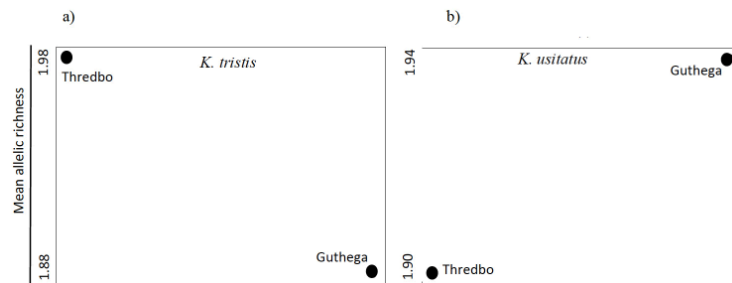 a)
b)
Mean allelic richness
1.98
K. tristis
Thredbo
Guthega
1.88
1.94
K. usitatus
Guthega
1.90
Thredbo